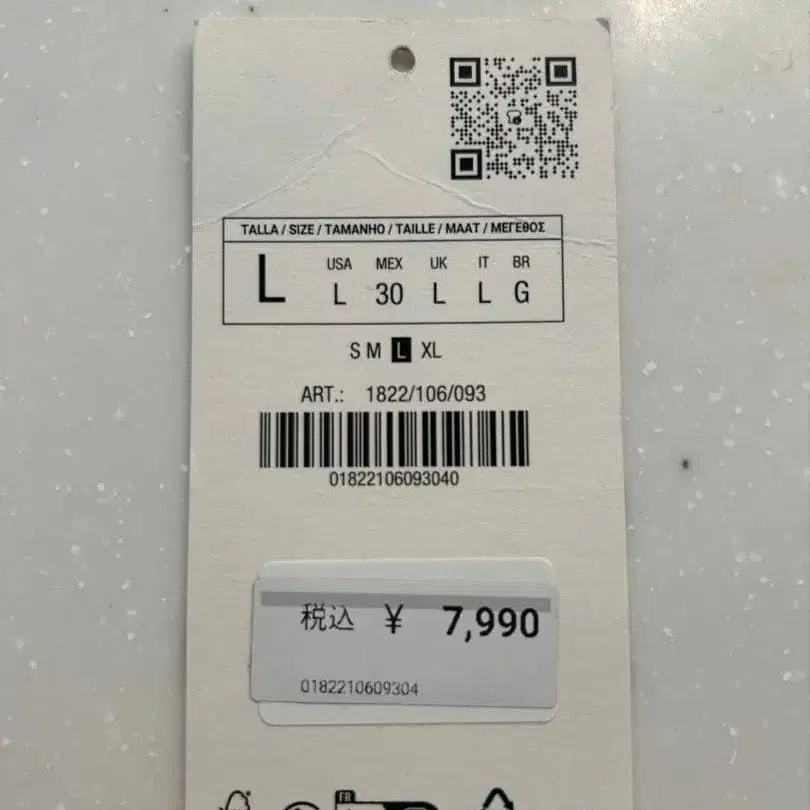 TALLA / SIZE / TAMANHO / TAILLE / MAAT / ΜΕΓΕΘΟΣ
USA MEX UK IT BR
L L 30 L L G
S M L XL
ART.: 1822/106/093
01822106093040
税込 ¥ 7,990
0182210609304
FR